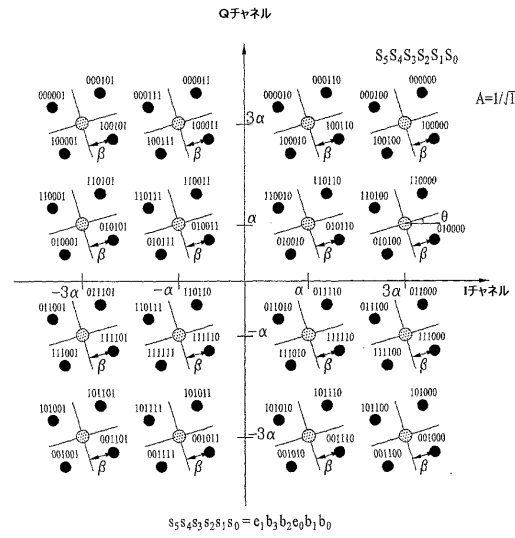 Qチャネル
S5S4S3S2S1S0
A=1/√1
000001 000101 000111 000011 000010 000110 000100 000000
100001 100101 100111 100011 100010 100110 100100 100000
3α
β β β β
110001 110101 110111 110011 110010 110110 110100 110000
010001 010101 010111 010011 010010 010110 010100 010000
α
θ
β β β
-3α -α α 3α Iチャネル
011001 011101 110111 110110 011010 011110 011100 011000
111001 111101 111111 111110 111010 111110 111100 111000
-α
β β β β
101001 101101 101111 101011 101010 101110 101100 101000
001001 001101 001111 001011 001010 001110 001100 001000
-3α
β β β β
s5s4s3s2s1s0=e1b3b2e0b1b0